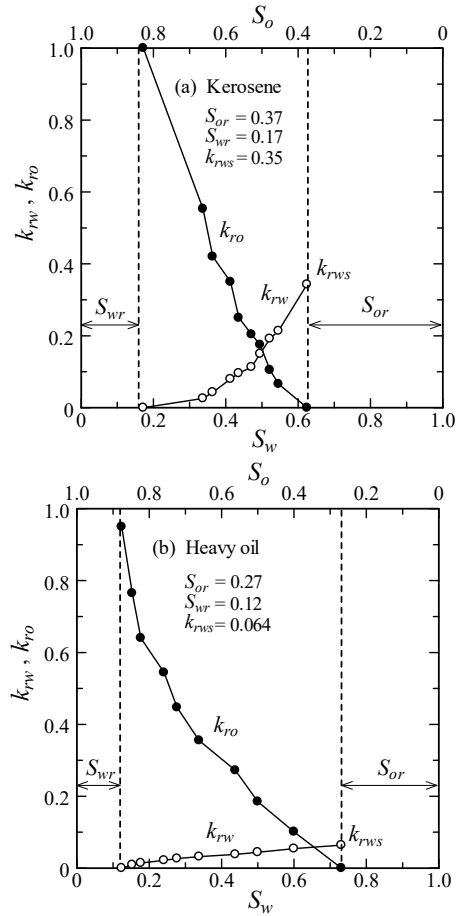 S_o
1.0 0.8 0.6 0.4 0.2 0
(a) Kerosene
S_or = 0.37
S_wr = 0.17
k_rws = 0.35
k_rw , k_ro
1.0
0.8
0.6
0.4
0.2
0
k_ro
k_rw
k_rws
S_wr
S_or
0.2 0.4 0.6 0.8 1.0
S_w
S_o
1.0 0.8 0.6 0.4 0.2 0
(b) Heavy oil
S_or = 0.27
S_wr = 0.12
k_rws = 0.064
k_rw , k_ro
1.0
0.8
0.6
0.4
0.2
0
k_ro
S_wr
S_or
k_rw
k_rws
0.2 0.4 0.6 0.8 1.0
S_w